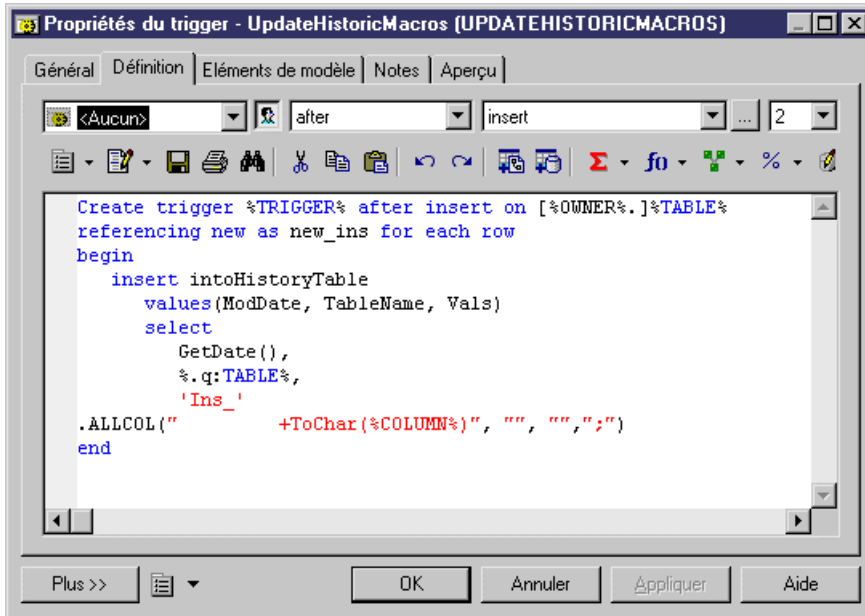 Propriétés du trigger - UpdateHistoricMacros (UPDATEHISTORICMACROS)
Général Définition Eléments de modèle Notes Aperçu
<Aucun> after insert ... 2
Σ f() %
Create trigger %TRIGGER% after insert on [%OWNER%.]%TABLE%
referencing new as new_ins for each row
begin
insert intoHistoryTable
values(ModDate, TableName, Vals)
select
GetDate(),
%.q:TABLE%,
'Ins_'
.ALLCOL("          +ToChar(%COLUMN%)", "", "",";")
end
Plus >> OK Annuler Appliquer Aide